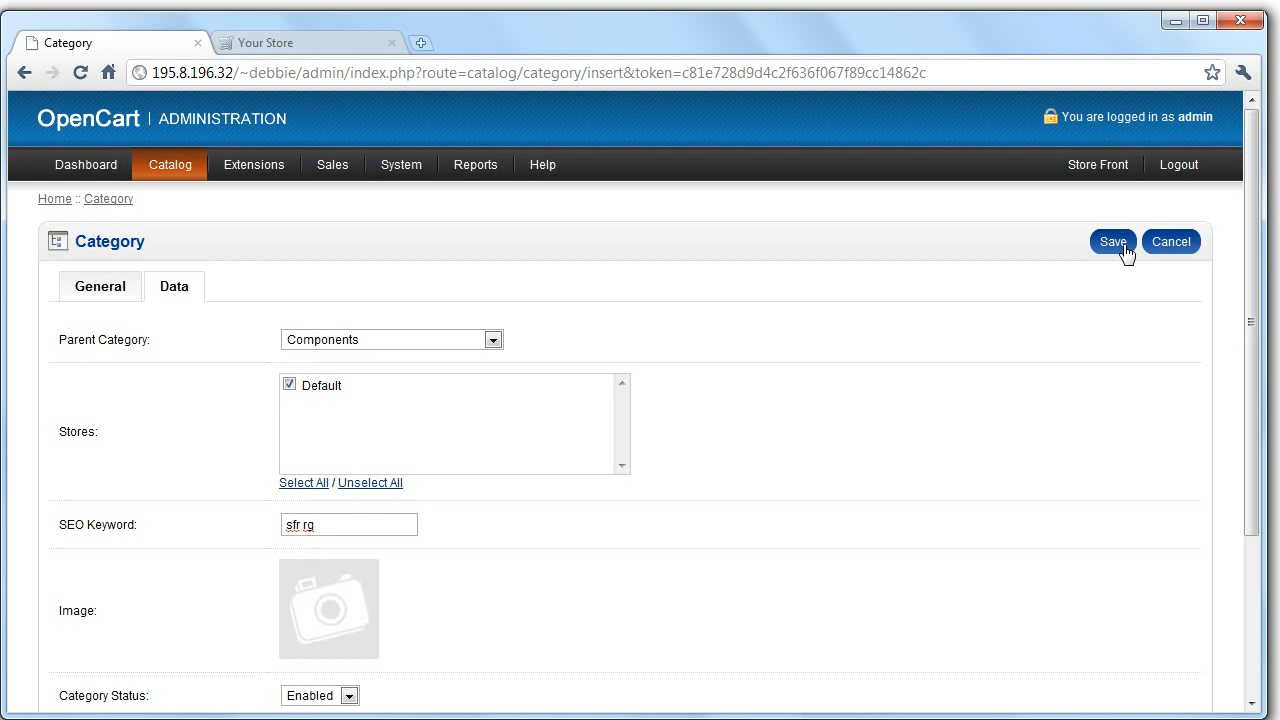 Category
Your Store
195.8.196.32/~debbie/admin/index.php?route=catalog/category/insert&token=c81e728d9d4c2f636f067f89cc14862c
OpenCart | ADMINISTRATION
You are logged in as admin
Dashboard Catalog Extensions Sales System Reports Help Store Front Logout
Home :: Category
Category
Save Cancel
General Data
Parent Category: Components
Default
Stores:
Select All / Unselect All
SEO Keyword: sfr rg
Image:
Category Status: Enabled